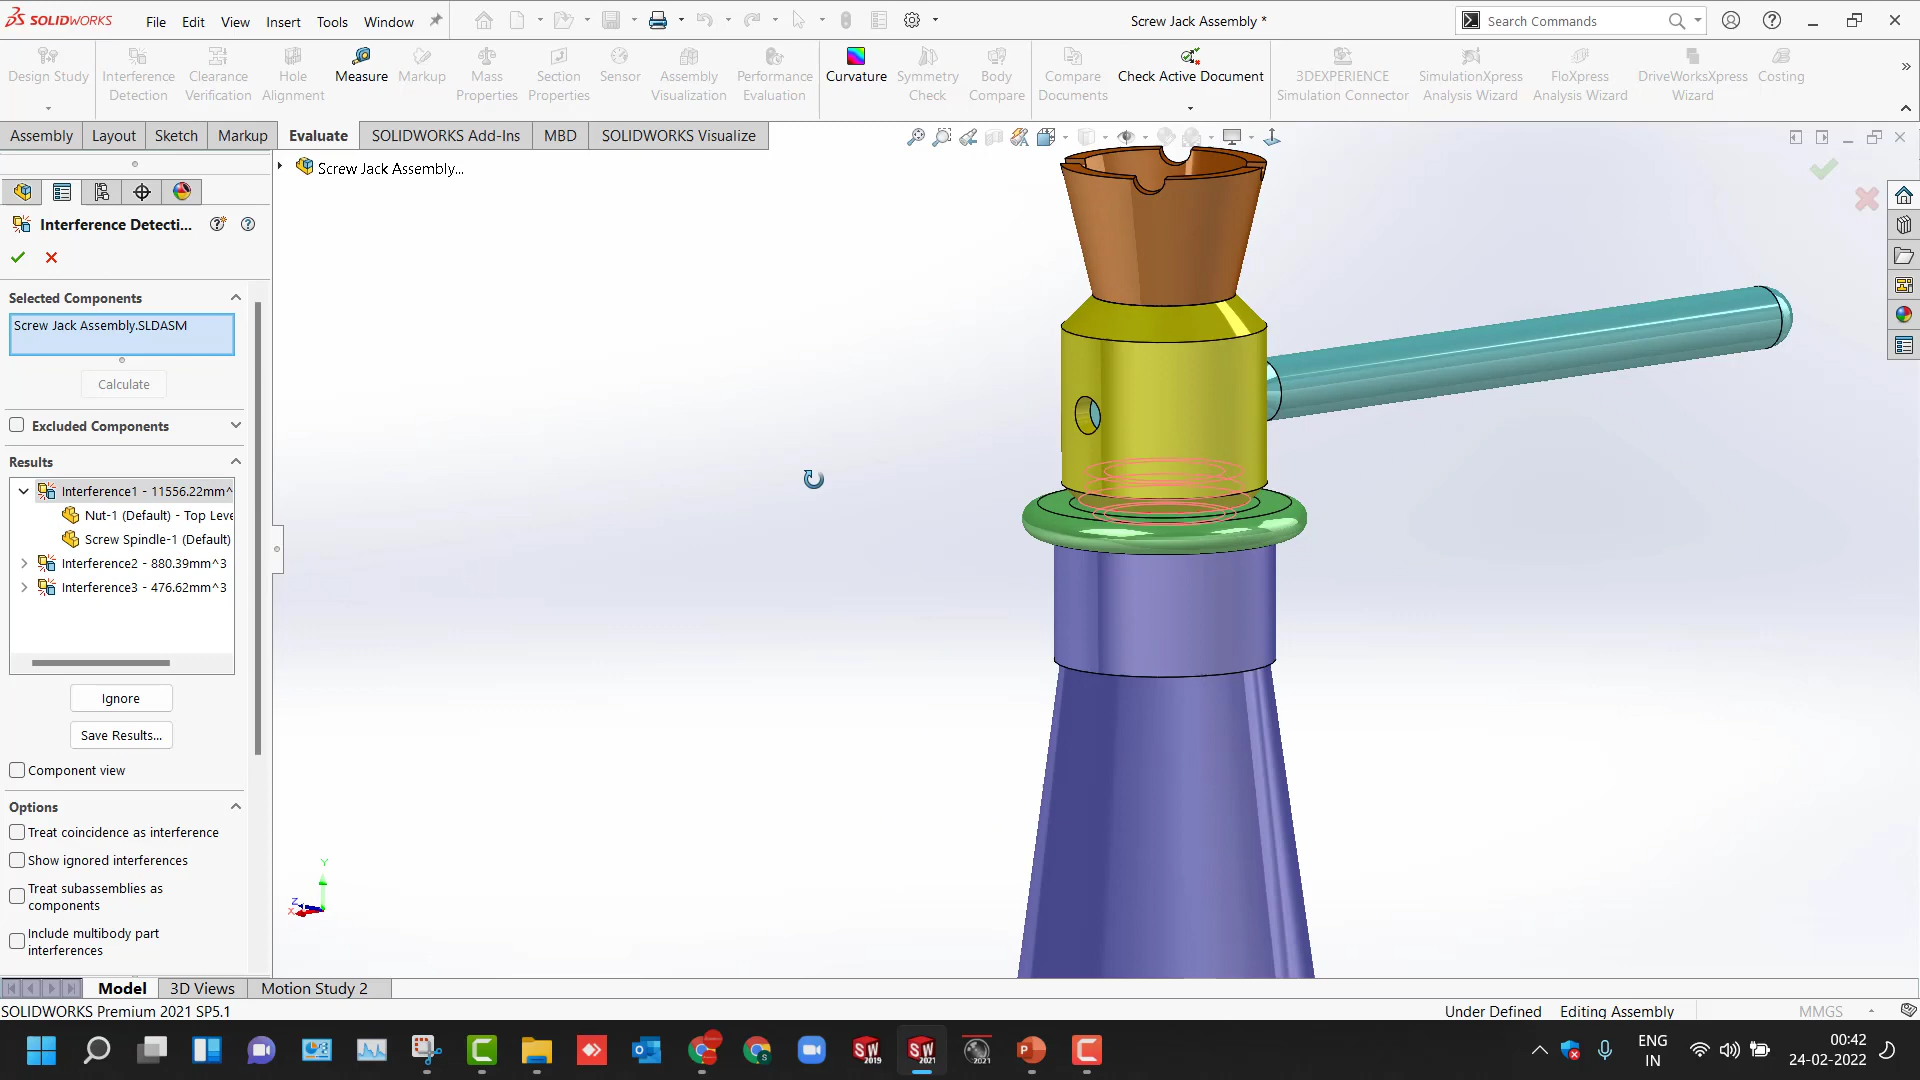 SOLIDWORKS File Edit View Insert Tools Window Screw Jack Assembly * Search Commands
Design Study Interference Detection Clearance Verification Hole Alignment Measure Markup Mass Properties Section Properties Sensor Assembly Visualization Performance Evaluation Curvature Symmetry Check Body Compare Compare Documents Check Active Document 3DEXPERIENCE Simulation Connector SimulationXpress Analysis Wizard FloXpress Analysis Wizard DriveWorksXpress Wizard Costing
Assembly Layout Sketch Markup Evaluate SOLIDWORKS Add-Ins MBD SOLIDWORKS Visualize
Screw Jack Assembly...
Interference Detecti...
Selected Components
Screw Jack Assembly.SLDASM
Calculate
Excluded Components
Results
Interference1 - 11556.22mm^
Nut-1 (Default) - Top Leve
Screw Spindle-1 (Default)
Interference2 - 880.39mm^3
Interference3 - 476.62mm^3
Ignore
Save Results...
Component view
Options
Treat coincidence as interference
Show ignored interferences
Treat subassemblies as
components
Include multibody part
interferences
Y
Z
X
Model 3D Views Motion Study 2
SOLIDWORKS Premium 2021 SP5.1 Under Defined Editing Assembly MMGS
SW 2019 SW 2021 2021 ENG 00:42
IN 24-02-2022